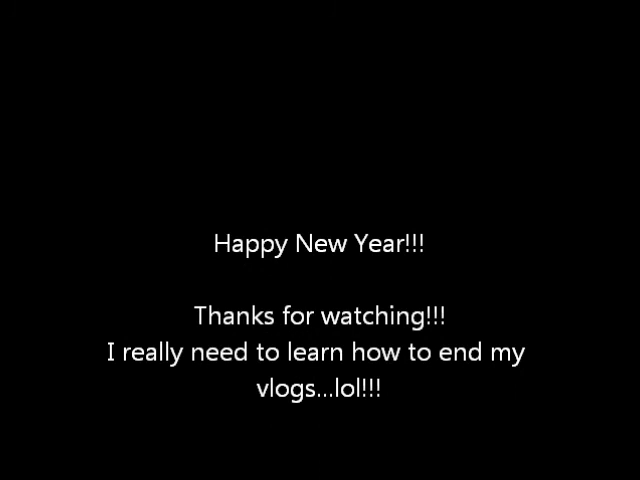 Happy New Year!!!
Thanks for watching!!!
I really need to learn how to end my
vlogs...lol!!!